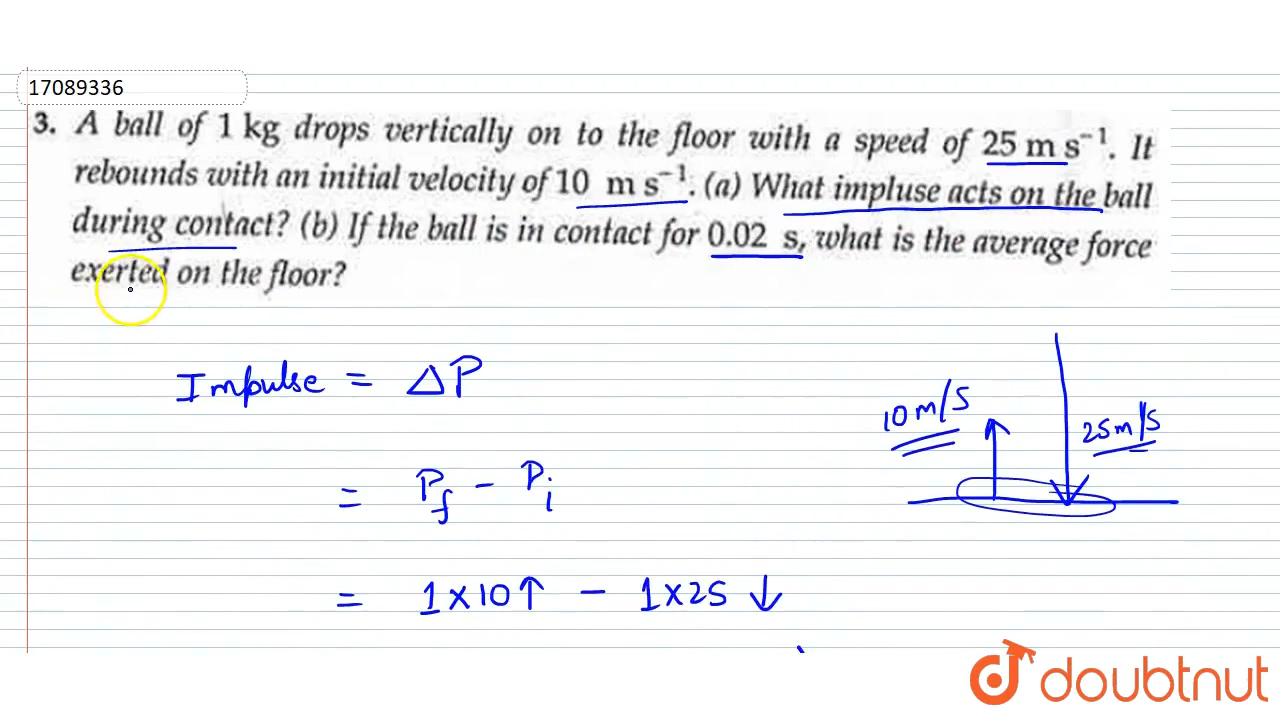 17089336
3. A ball of 1 kg drops vertically on to the floor with a speed of 25 m s⁻¹. It
rebounds with an initial velocity of 10 m s⁻¹. (a) What impluse acts on the ball
during contact? (b) If the ball is in contact for 0.02 s, what is the average force
exerted on the floor?
Impulse = ΔP
10 m/s
25 m/s
= Pf - Pi
= 1 × 10 ↑ - 1 × 25 ↓
doubtnut